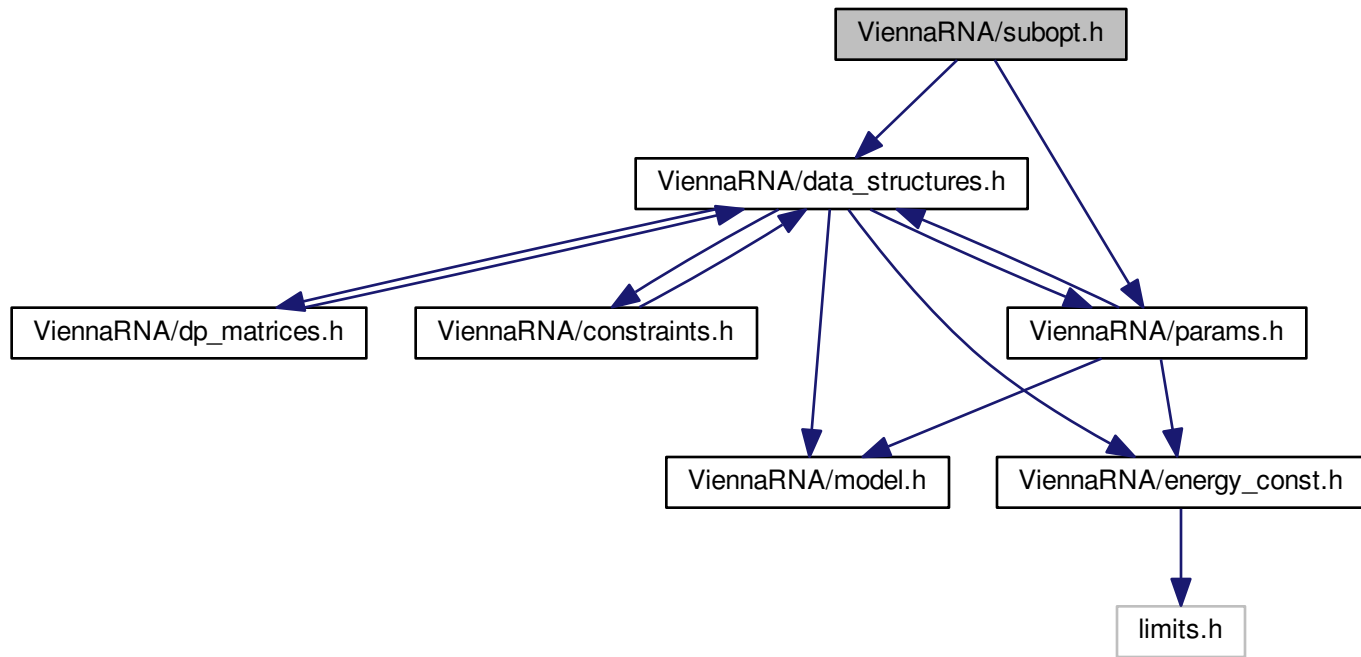 ViennaRNA/subopt.h
ViennaRNA/data_structures.h
ViennaRNA/dp_matrices.h
ViennaRNA/constraints.h
ViennaRNA/params.h
ViennaRNA/model.h
ViennaRNA/energy_const.h
limits.h